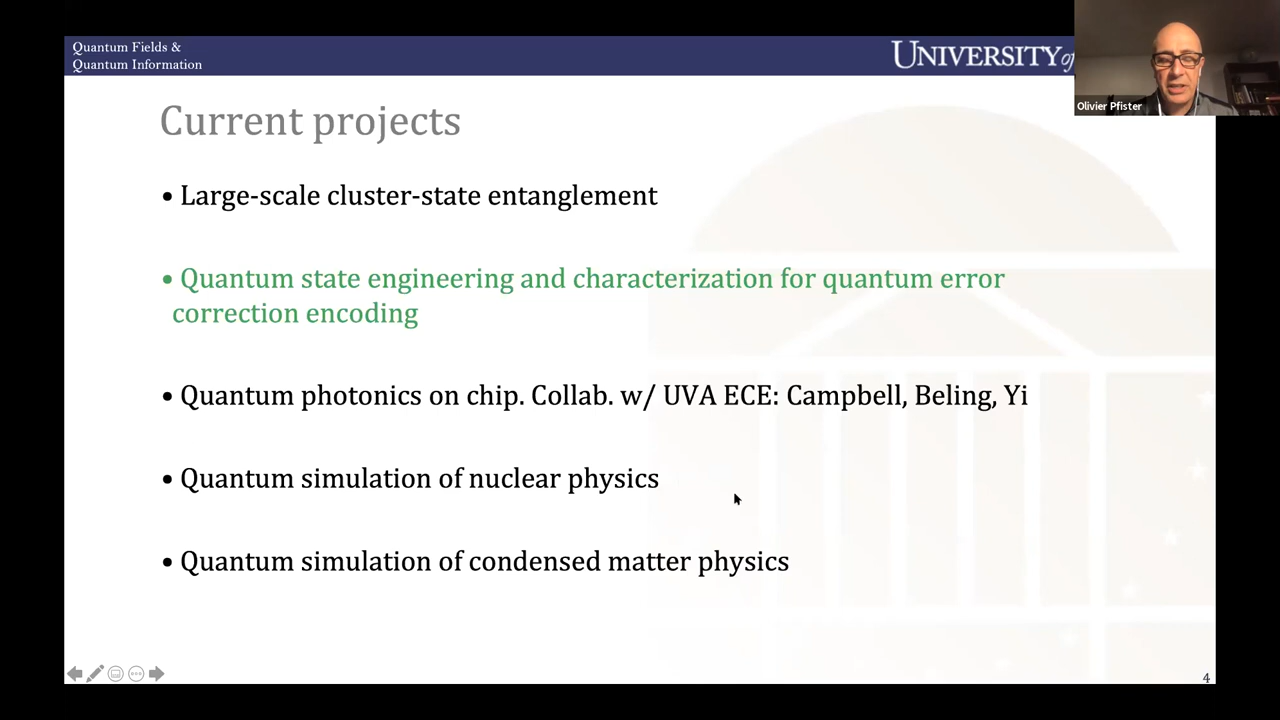 Quantum Fields &
Quantum Information
UNIVERSITY of
Olivier Pfister
Current projects
• Large-scale cluster-state entanglement
• Quantum state engineering and characterization for quantum error
correction encoding
• Quantum photonics on chip. Collab. w/ UVA ECE: Campbell, Beling, Yi
• Quantum simulation of nuclear physics
• Quantum simulation of condensed matter physics
4